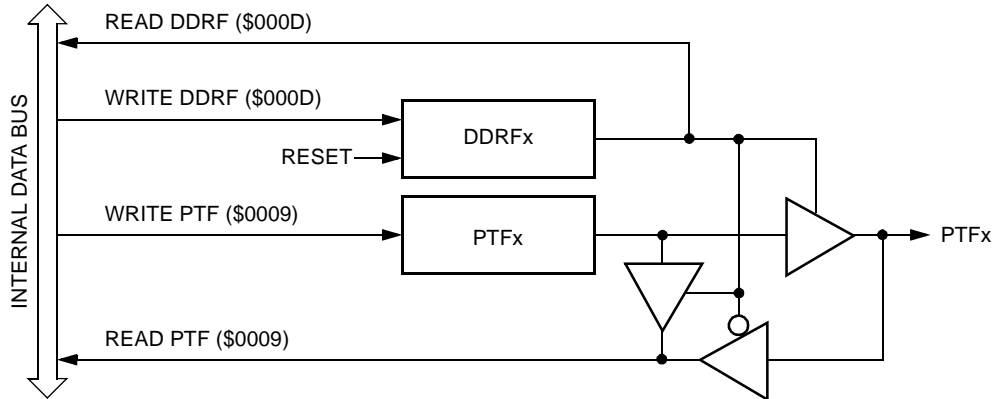 READ DDRF ($000D)
WRITE DDRF ($000D)
DDRFx
RESET
INTERNAL DATA BUS
WRITE PTF ($0009)
PTFx
PTFx
READ PTF ($0009)